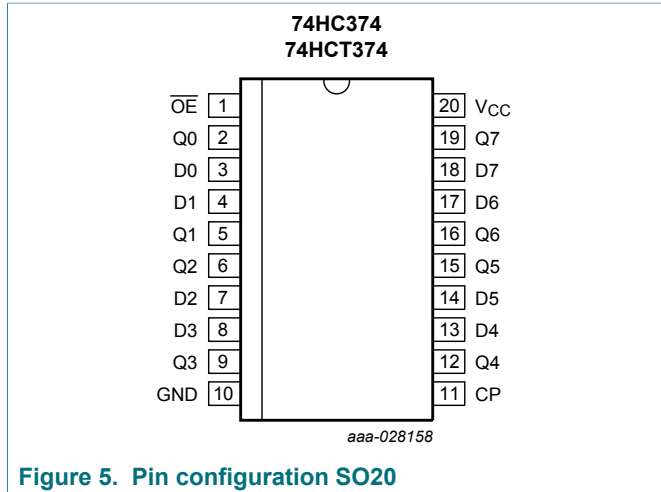 74HC374
74HCT374
OE 1 20 VCC
Q0 2 19 Q7
D0 3 18 D7
D1 4 17 D6
Q1 5 16 Q6
Q2 6 15 Q5
D2 7 14 D5
D3 8 13 D4
Q3 9 12 Q4
GND 10 11 CP
aaa-028158
Figure 5. Pin configuration SO20